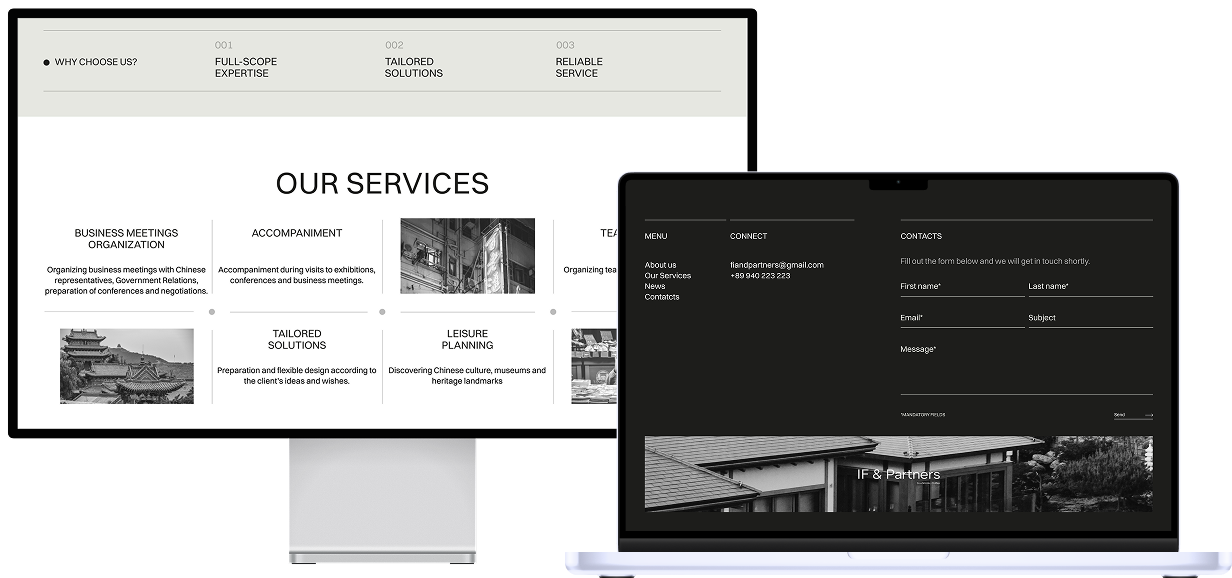 WHY CHOOSE US?
001
FULL-SCOPE
EXPERTISE
002
TAILORED
SOLUTIONS
003
RELIABLE
SERVICE
OUR SERVICES
BUSINESS MEETINGS
ORGANIZATION
Organizing business meetings with Chinese
representatives, Government Relations,
preparation of conferences and negotiations.
ACCOMPANIMENT
Accompaniment during visits to exhibitions,
conferences and business meetings.
TEA
Organizing tea
TAILORED
SOLUTIONS
Preparation and flexible design according to
the client's ideas and wishes.
LEISURE
PLANNING
Discovering Chinese culture, museums and
heritage landmarks
MENU
About us
Our Services
News
Contatcts
CONNECT
fiandpartners@gmail.com
+89 940 223 223
CONTACTS
Fill out the form below and we will get in touch shortly.
First name*
Last name*
Email*
Subject
Message*
*MANDATORY FIELDS
Send
IF & Partners